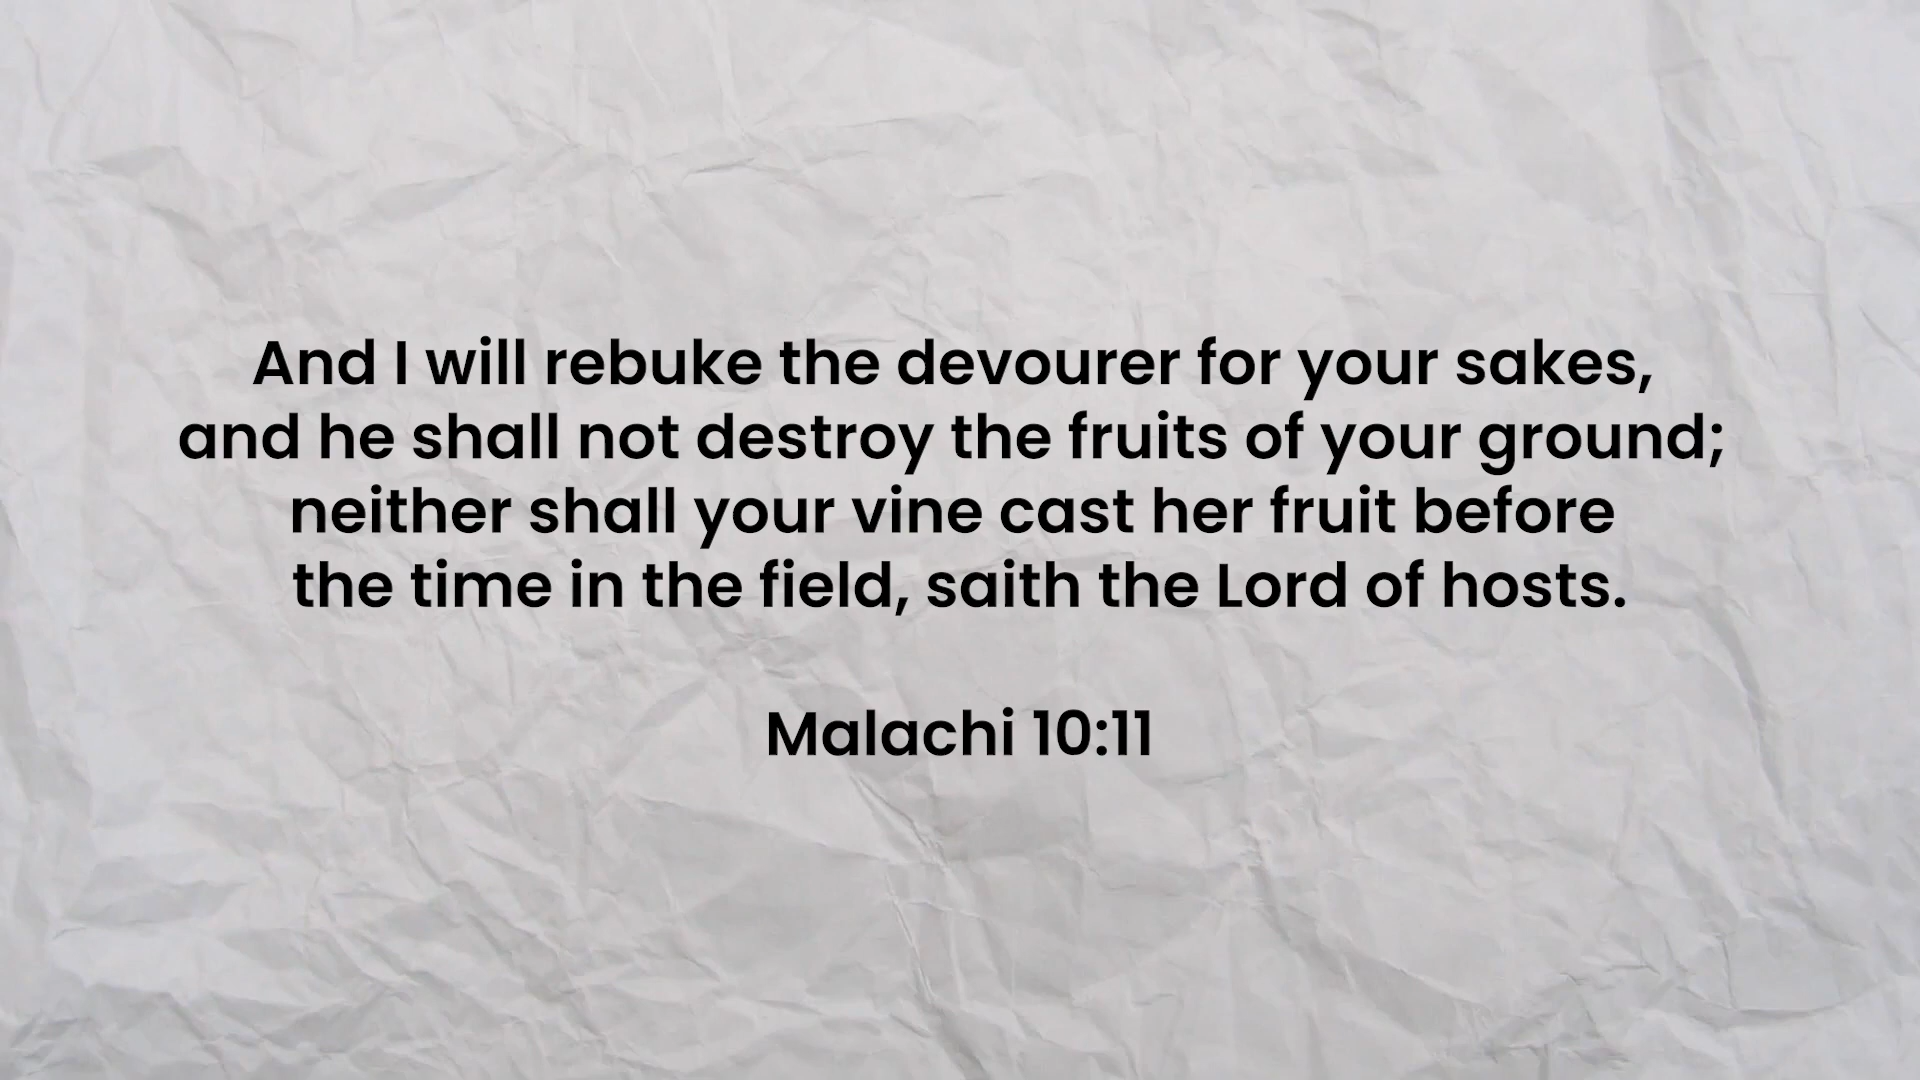 And I will rebuke the devourer for your sakes,
and he shall not destroy the fruits of your ground;
neither shall your vine cast her fruit before
the time in the field, saith the Lord of hosts.
Malachi 10:11